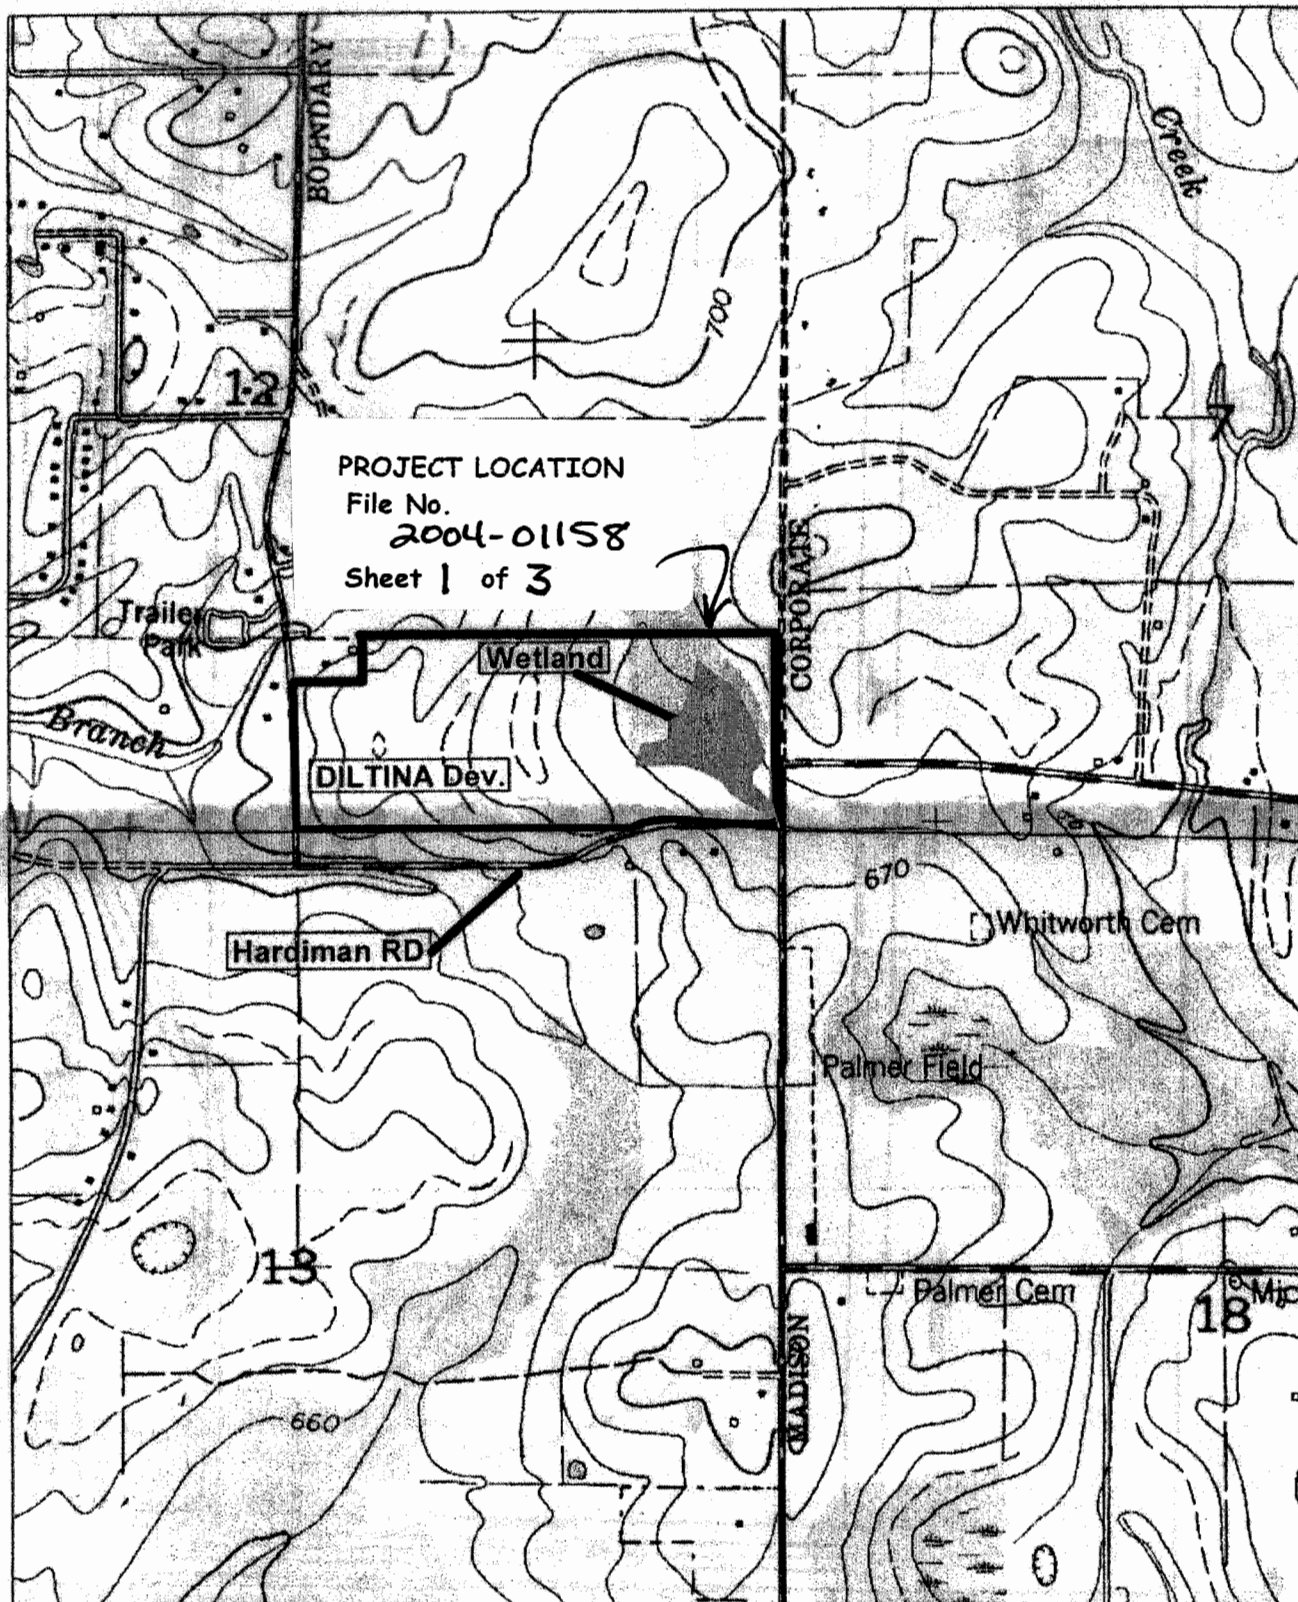 BOUNDARY
Creek
700
12
7
PROJECT LOCATION
File No.
2004-01158
Sheet 1 of 3
CORPORATE
Trailer
Park
Wetland
Branch
DILTINA Dev.
670
Whitworth Cem
Hardiman RD
Palmer Field
13
Palmer Cem
18
MADISON
660